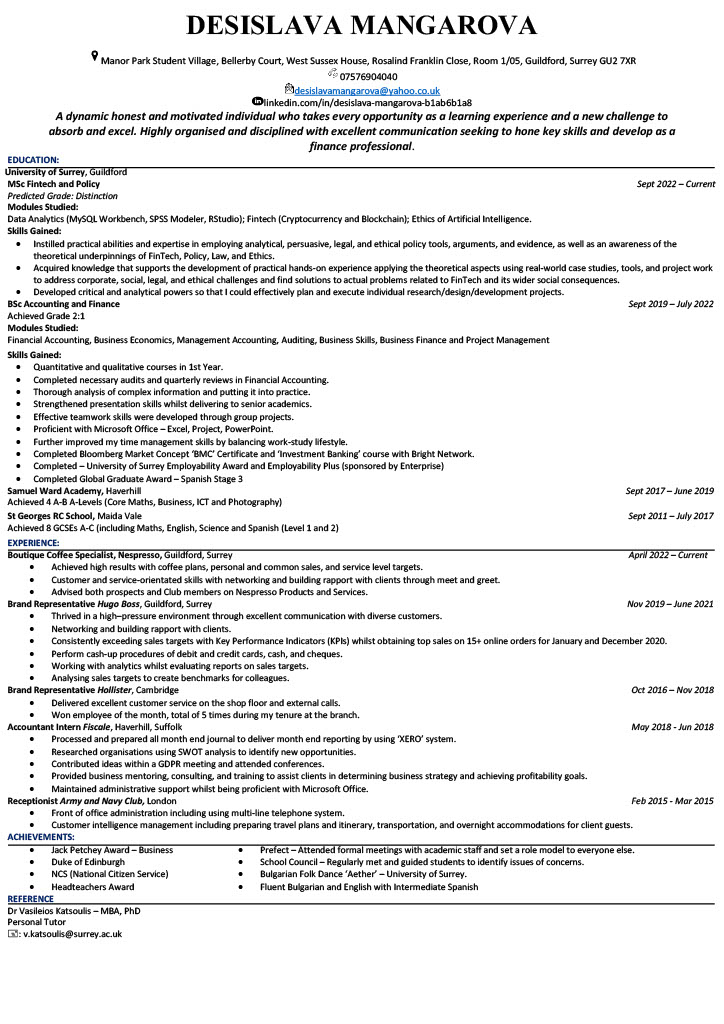 DESISLAVA MANGAROVA
Manor Park Student Village, Bellerby Court, West Sussex House, Rosalind Franklin Close, Room 1/05, Guildford, Surrey GU2 7XR
07576904040
desislavamangarova@yahoo.co.uk
linkedin.com/in/desislava-mangarova-b1ab6b1a8
A dynamic honest and motivated individual who takes every opportunity as a learning experience and a new challenge to
absorb and excel. Highly organised and disciplined with excellent communication seeking to hone key skills and develop as a
finance professional.
EDUCATION:
University of Surrey, Guildford
MSc Fintech and Policy Sept 2022 – Current
Predicted Grade: Distinction
Modules Studied:
Data Analytics (MySQL Workbench, SPSS Modeler, RStudio); Fintech (Cryptocurrency and Blockchain); Ethics of Artificial Intelligence.
Skills Gained:
• Instilled practical abilities and expertise in employing analytical, persuasive, legal, and ethical policy tools, arguments, and evidence, as well as an awareness of the
theoretical underpinnings of FinTech, Policy, Law, and Ethics.
• Acquired knowledge that supports the development of practical hands-on experience applying the theoretical aspects using real-world case studies, tools, and project work
to address corporate, social, legal, and ethical challenges and find solutions to actual problems related to FinTech and its wider social consequences.
• Developed critical and analytical powers so that I could effectively plan and execute individual research/design/development projects.
BSc Accounting and Finance Sept 2019 – July 2022
Achieved Grade 2:1
Modules Studied:
Financial Accounting, Business Economics, Management Accounting, Auditing, Business Skills, Business Finance and Project Management
Skills Gained:
• Quantitative and qualitative courses in 1st Year.
• Completed necessary audits and quarterly reviews in Financial Accounting.
• Thorough analysis of complex information and putting it into practice.
• Strengthened presentation skills whilst delivering to senior academics.
• Effective teamwork skills were developed through group projects.
• Proficient with Microsoft Office – Excel, Project, PowerPoint.
• Further improved my time management skills by balancing work-study lifestyle.
• Completed Bloomberg Market Concept ‘BMC’ Certificate and ‘Investment Banking’ course with Bright Network.
• Completed – University of Surrey Employability Award and Employability Plus (sponsored by Enterprise)
• Completed Global Graduate Award – Spanish Stage 3
Samuel Ward Academy, Haverhill Sept 2017 – June 2019
Achieved 4 A-B A-Levels (Core Maths, Business, ICT and Photography)
St Georges RC School, Maida Vale Sept 2011 – July 2017
Achieved 8 GCSEs A-C (including Maths, English, Science and Spanish (Level 1 and 2)
EXPERIENCE:
Boutique Coffee Specialist, Nespresso, Guildford, Surrey April 2022 – Current
• Achieved high results with coffee plans, personal and common sales, and service level targets.
• Customer and service-orientated skills with networking and building rapport with clients through meet and greet.
• Advised both prospects and Club members on Nespresso Products and Services.
Brand Representative Hugo Boss, Guildford, Surrey Nov 2019 – June 2021
• Thrived in a high–pressure environment through excellent communication with diverse customers.
• Networking and building rapport with clients.
• Consistently exceeding sales targets with Key Performance Indicators (KPIs) whilst obtaining top sales on 15+ online orders for January and December 2020.
• Perform cash-up procedures of debit and credit cards, cash, and cheques.
• Working with analytics whilst evaluating reports on sales targets.
• Analysing sales targets to create benchmarks for colleagues.
Brand Representative Hollister, Cambridge Oct 2016 – Nov 2018
• Delivered excellent customer service on the shop floor and external calls.
• Won employee of the month, total of 5 times during my tenure at the branch.
Accountant Intern Fiscale, Haverhill, Suffolk May 2018 - Jun 2018
• Processed and prepared all month end journal to deliver month end reporting by using ‘XERO’ system.
• Researched organisations using SWOT analysis to identify new opportunities.
• Contributed ideas within a GDPR meeting and attended conferences.
• Provided business mentoring, consulting, and training to assist clients in determining business strategy and achieving profitability goals.
• Maintained administrative support whilst being proficient with Microsoft Office.
Receptionist Army and Navy Club, London Feb 2015 - Mar 2015
• Front of office administration including using multi-line telephone system.
• Customer intelligence management including preparing travel plans and itinerary, transportation, and overnight accommodations for client guests.
ACHIEVEMENTS:
• Jack Petchey Award – Business
• Duke of Edinburgh
• NCS (National Citizen Service)
• Headteachers Award
• Prefect – Attended formal meetings with academic staff and set a role model to everyone else.
• School Council – Regularly met and guided students to identify issues of concerns.
• Bulgarian Folk Dance ‘Aether’ – University of Surrey.
• Fluent Bulgarian and English with Intermediate Spanish
REFERENCE
Dr Vasileios Katsoulis – MBA, PhD
Personal Tutor
: v.katsoulis@surrey.ac.uk